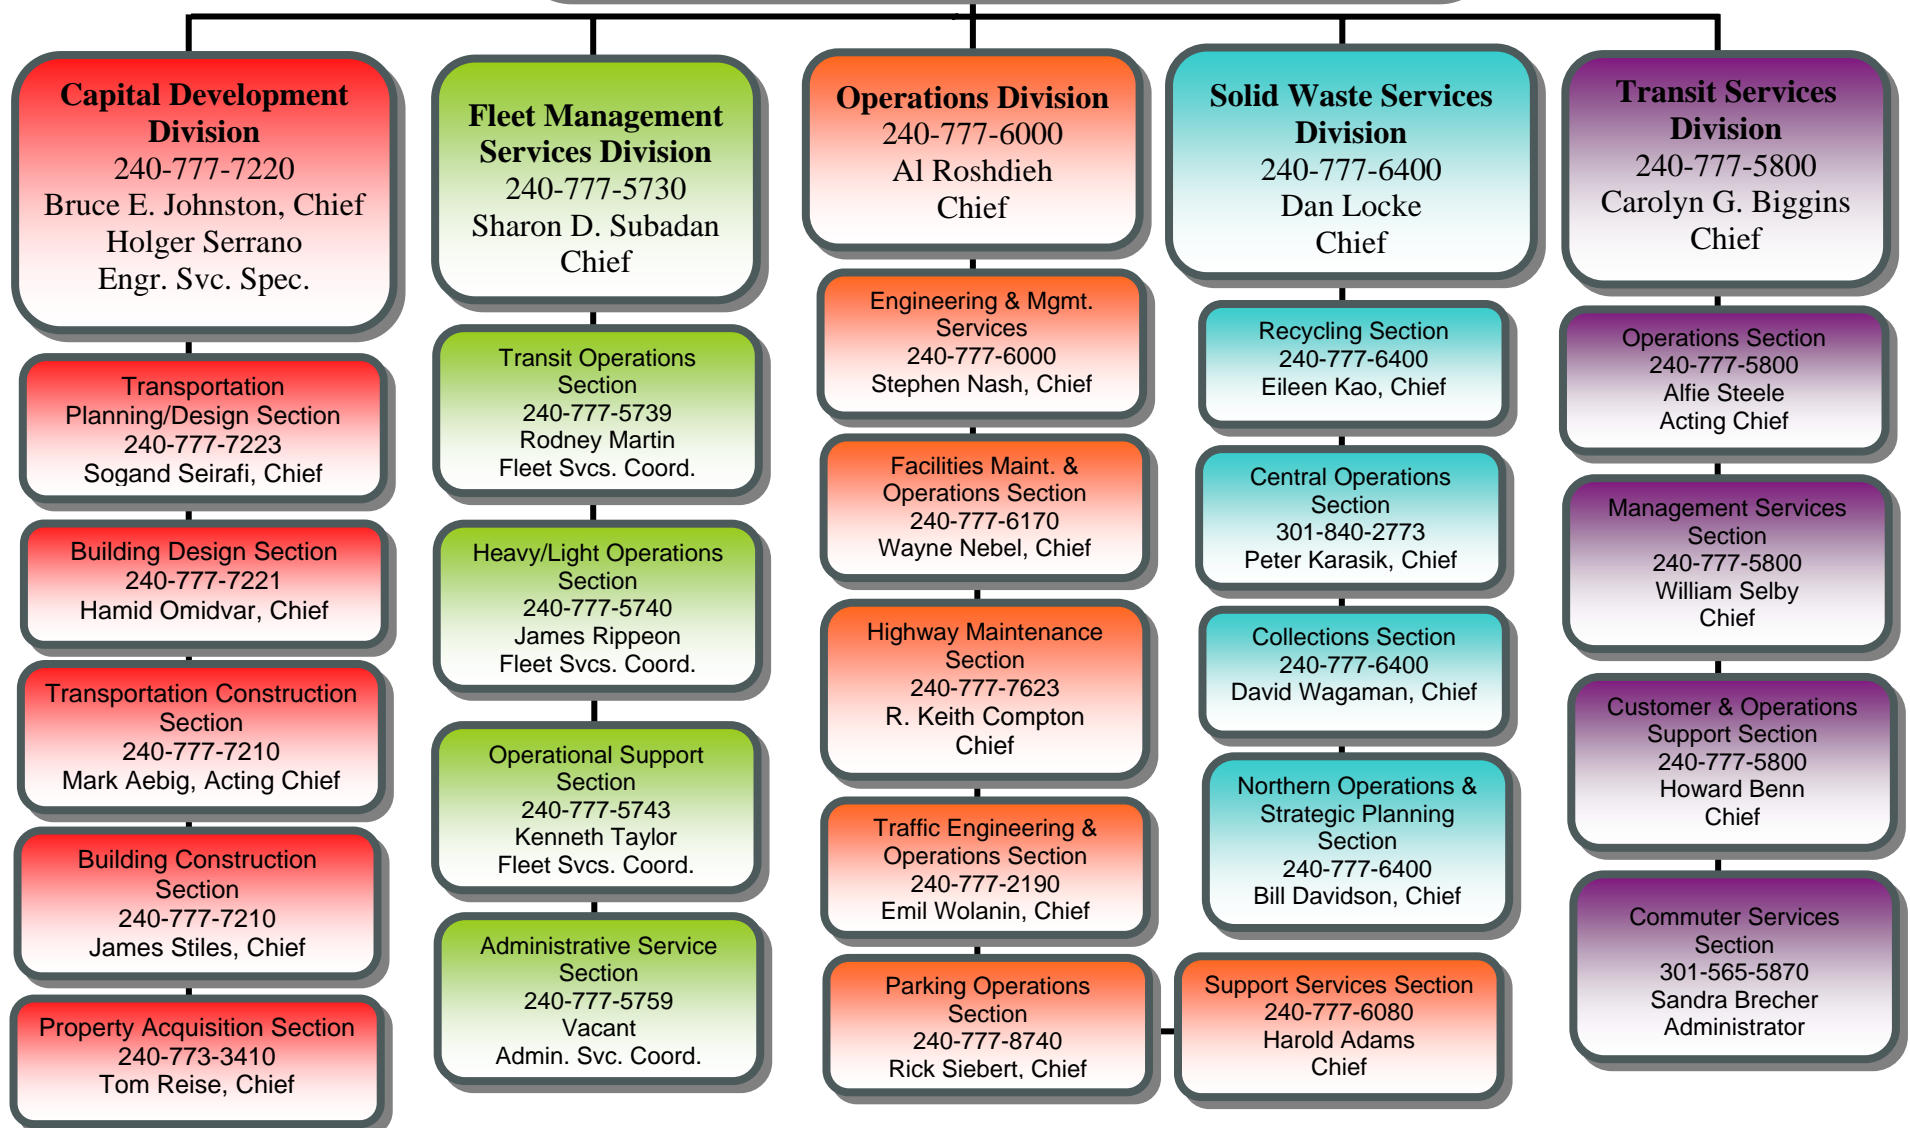 Capital Development
Division
240-777-7220
Bruce E. Johnston, Chief
Holger Serrano
Engr. Svc. Spec.
Transportation
Planning/Design Section
240-777-7223
Sogand Seirafi, Chief
Building Design Section
240-777-7221
Hamid Omidvar, Chief
Transportation Construction
Section
240-777-7210
Mark Aebig, Acting Chief
Building Construction
Section
240-777-7210
James Stiles, Chief
Property Acquisition Section
240-773-3410
Tom Reise, Chief
Fleet Management
Services Division
240-777-5730
Sharon D. Subadan
Chief
Transit Operations
Section
240-777-5739
Rodney Martin
Fleet Svcs. Coord.
Heavy/Light Operations
Section
240-777-5740
James Rippeon
Fleet Svcs. Coord.
Operational Support
Section
240-777-5743
Kenneth Taylor
Fleet Svcs. Coord.
Administrative Service
Section
240-777-5759
Vacant
Admin. Svc. Coord.
Operations Division
240-777-6000
Al Roshdieh
Chief
Engineering & Mgmt.
Services
240-777-6000
Stephen Nash, Chief
Facilities Maint. &
Operations Section
240-777-6170
Wayne Nebel, Chief
Highway Maintenance
Section
240-777-7623
R. Keith Compton
Chief
Traffic Engineering &
Operations Section
240-777-2190
Emil Wolanin, Chief
Parking Operations
Section
240-777-8740
Rick Siebert, Chief
Support Services Section
240-777-6080
Harold Adams
Chief
Solid Waste Services
Division
240-777-6400
Dan Locke
Chief
Recycling Section
240-777-6400
Eileen Kao, Chief
Central Operations
Section
301-840-2773
Peter Karasik, Chief
Collections Section
240-777-6400
David Wagaman, Chief
Northern Operations &
Strategic Planning
Section
240-777-6400
Bill Davidson, Chief
Transit Services
Division
240-777-5800
Carolyn G. Biggins
Chief
Operations Section
240-777-5800
Alfie Steele
Acting Chief
Management Services
Section
240-777-5800
William Selby
Chief
Customer & Operations
Support Section
240-777-5800
Howard Benn
Chief
Commuter Services
Section
301-565-5870
Sandra Brecher
Administrator